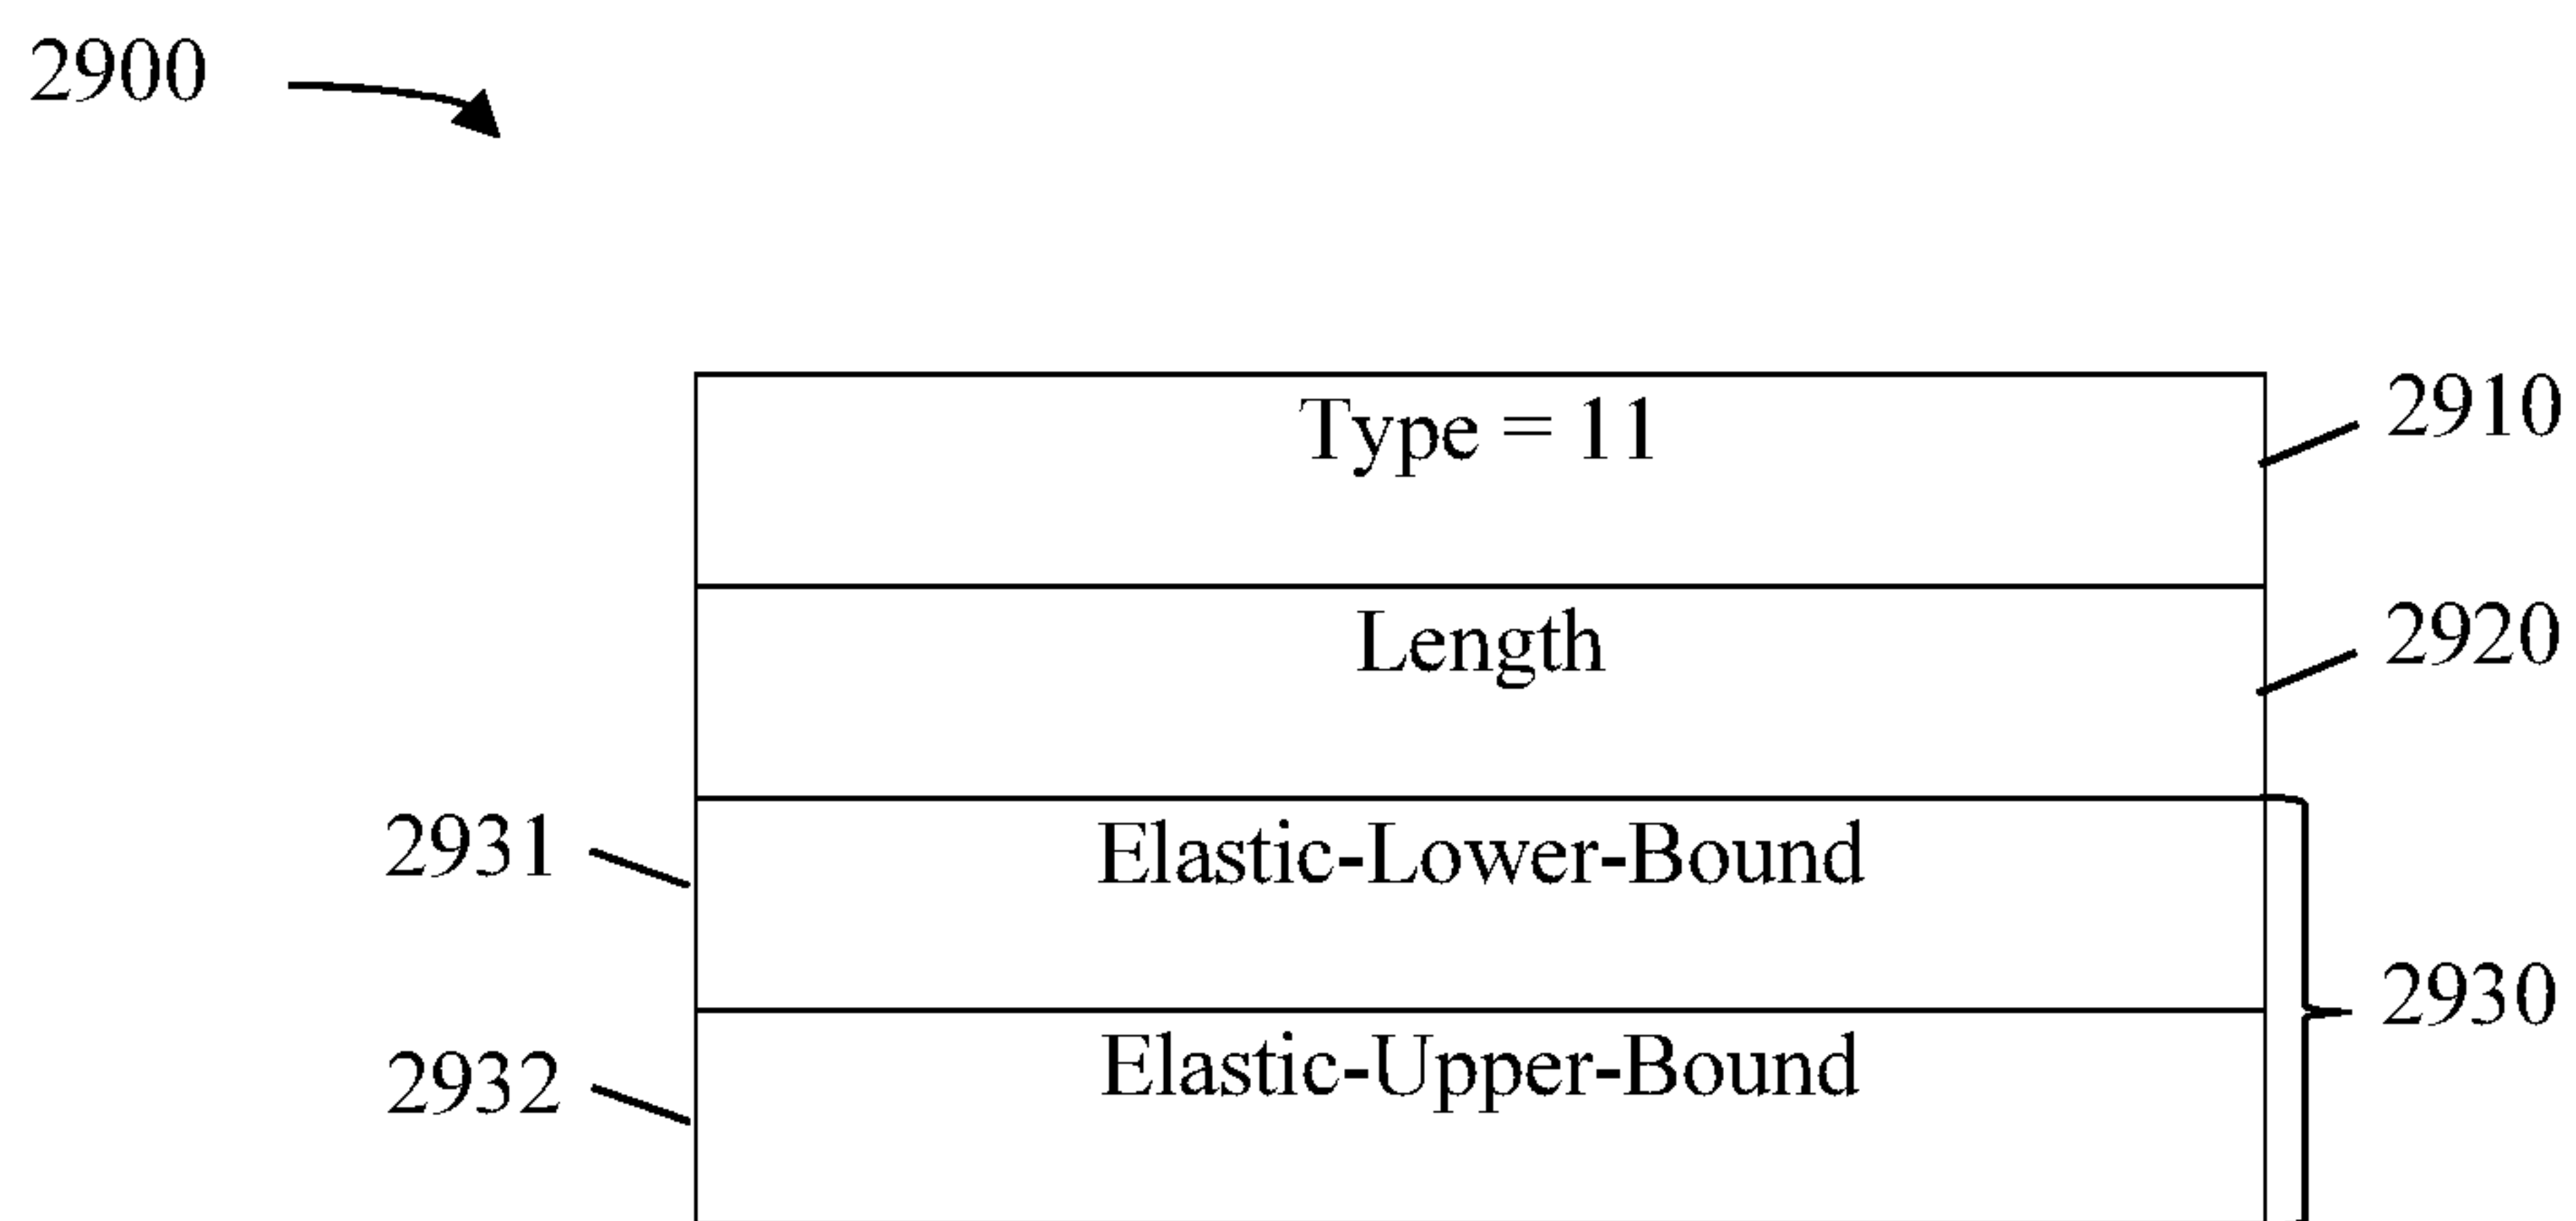 2900
Type = 11
2910
Length
2920
2931
Elastic-Lower-Bound
2930
2932
Elastic-Upper-Bound